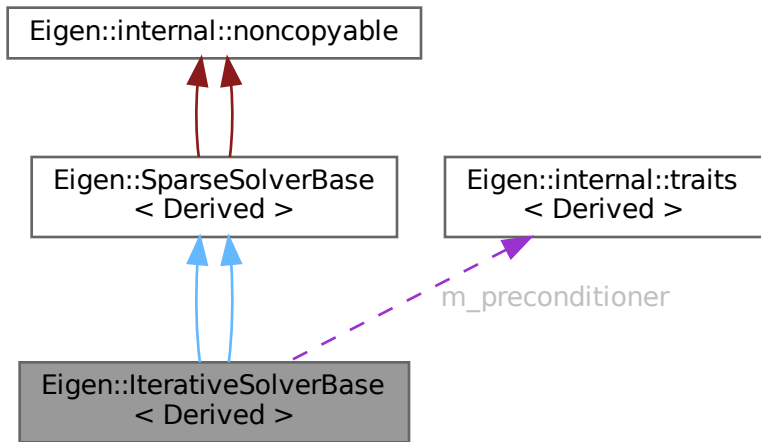 Eigen::internal::noncopyable
Eigen::SparseSolverBase
< Derived >
Eigen::internal::traits
< Derived >
m_preconditioner
Eigen::IterativeSolverBase
< Derived >